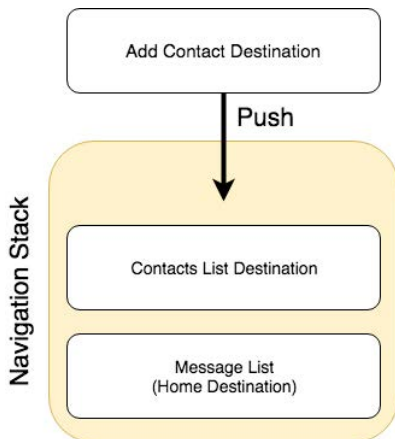 Add Contact Destination
Push
Navigation Stack
Contacts List Destination
Message List
(Home Destination)